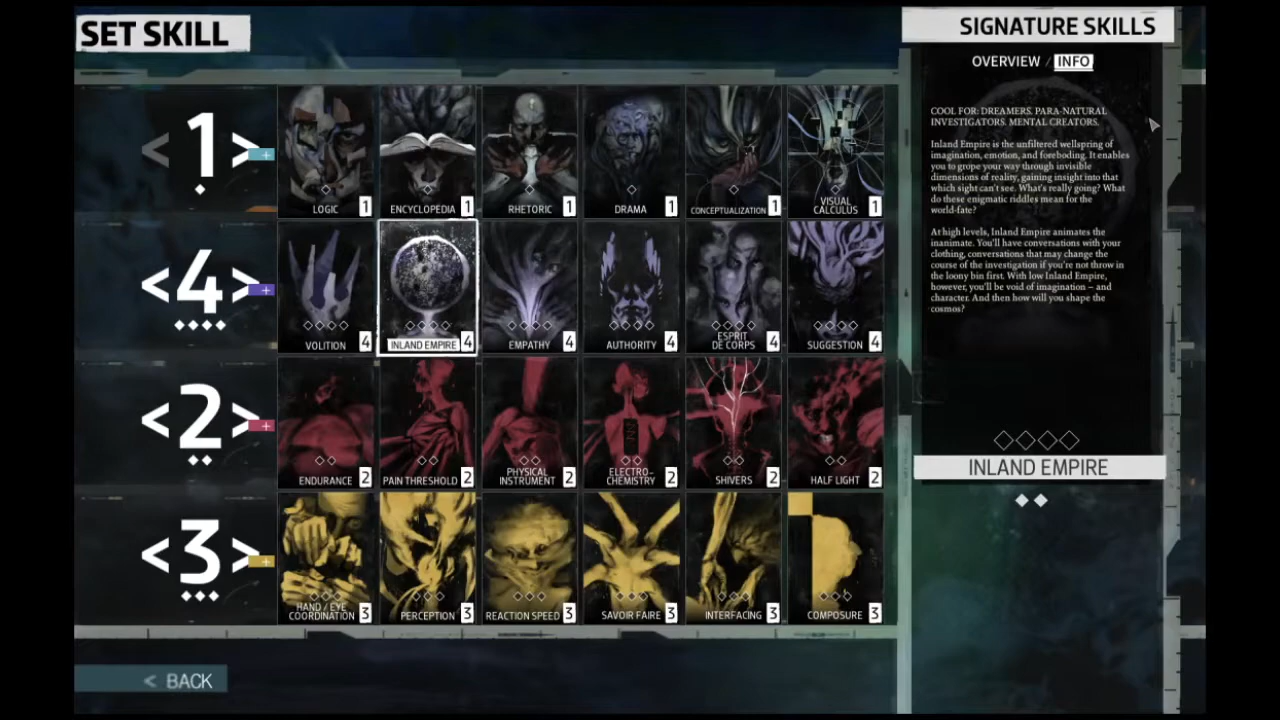 SET SKILL
SIGNATURE SKILLS
OVERVIEW / INFO
COOL FOR: DREAMERS. PARA-NATURAL
INVESTIGATORS. MENTAL CREATORS.
Inland Empire is the unfiltered wellspring of
imagination, emotion, and foreboding. It enables
you to grope your way through invisible
dimensions of reality, gaining insight into that
which sight can't see. What's really going? What
do these enigmatic riddles mean for the
world-fate?
At high levels, Inland Empire animates the
inanimate. You'll have conversations with your
clothing, conversations that may change the
course of the investigation if you're not throw in
the loony bin first. With low Inland Empire,
however, you'll be void of imagination – and
character. And then how will you shape the
cosmos?
INLAND EMPIRE
< 1 > +
LOGIC 1
ENCYCLOPEDIA 1
RHETORIC 1
DRAMA 1
CONCEPTUALIZATION 1
VISUAL
CALCULUS 1
<4> +
VOLITION 4
INLAND EMPIRE 4
EMPATHY 4
AUTHORITY 4
ESPRIT
DE CORPS 4
SUGGESTION 4
<2> +
ENDURANCE 2
PAIN THRESHOLD 2
PHYSICAL
INSTRUMENT 2
ELECTRO-
CHEMISTRY 2
SHIVERS 2
HALF LIGHT 2
<3> +
HAND / EYE
COORDINATION 3
PERCEPTION 3
REACTION SPEED 3
SAVOIR FAIRE 3
INTERFACING 3
COMPOSURE 3
< BACK